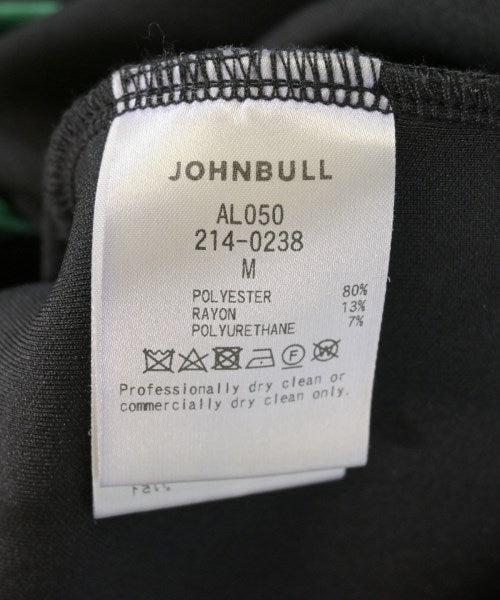 JOHNBULL
AL050
214-0238
M
POLYESTER 80%
RAYON 13%
POLYURETHANE 7%
F W
Professionally dry clean or
commercially dry clean only.